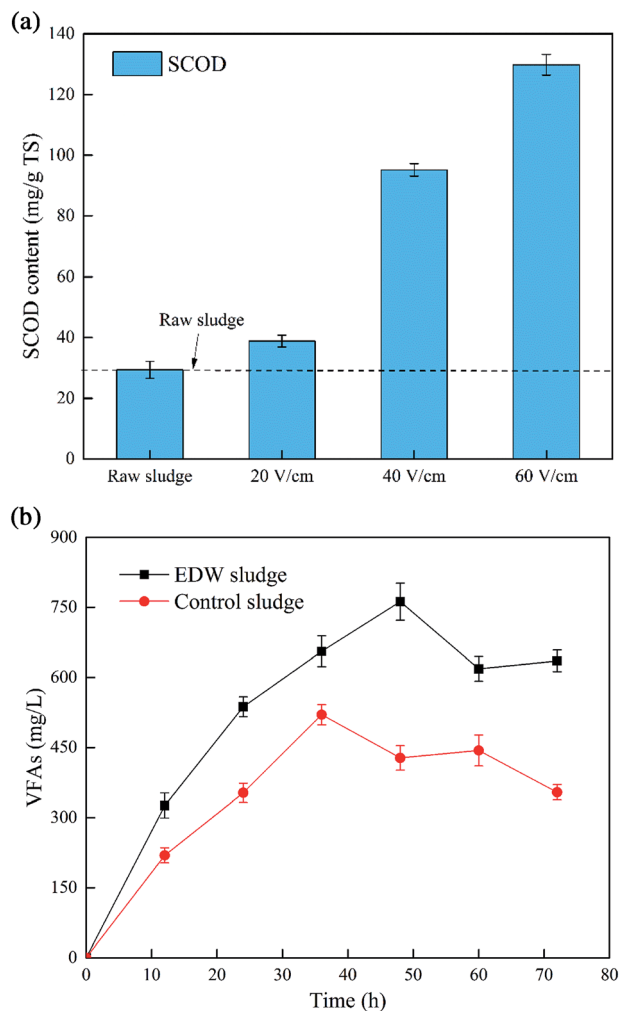 (a)
140
120
100
80
60
40
20
0
SCOD content (mg/g TS)
SCOD
Raw sludge
Raw sludge
20 V/cm
40 V/cm
60 V/cm
(b)
900
750
600
450
300
150
0
VFAs (mg/L)
EDW sludge
Control sludge
0
10
20
30
40
50
60
70
80
Time (h)